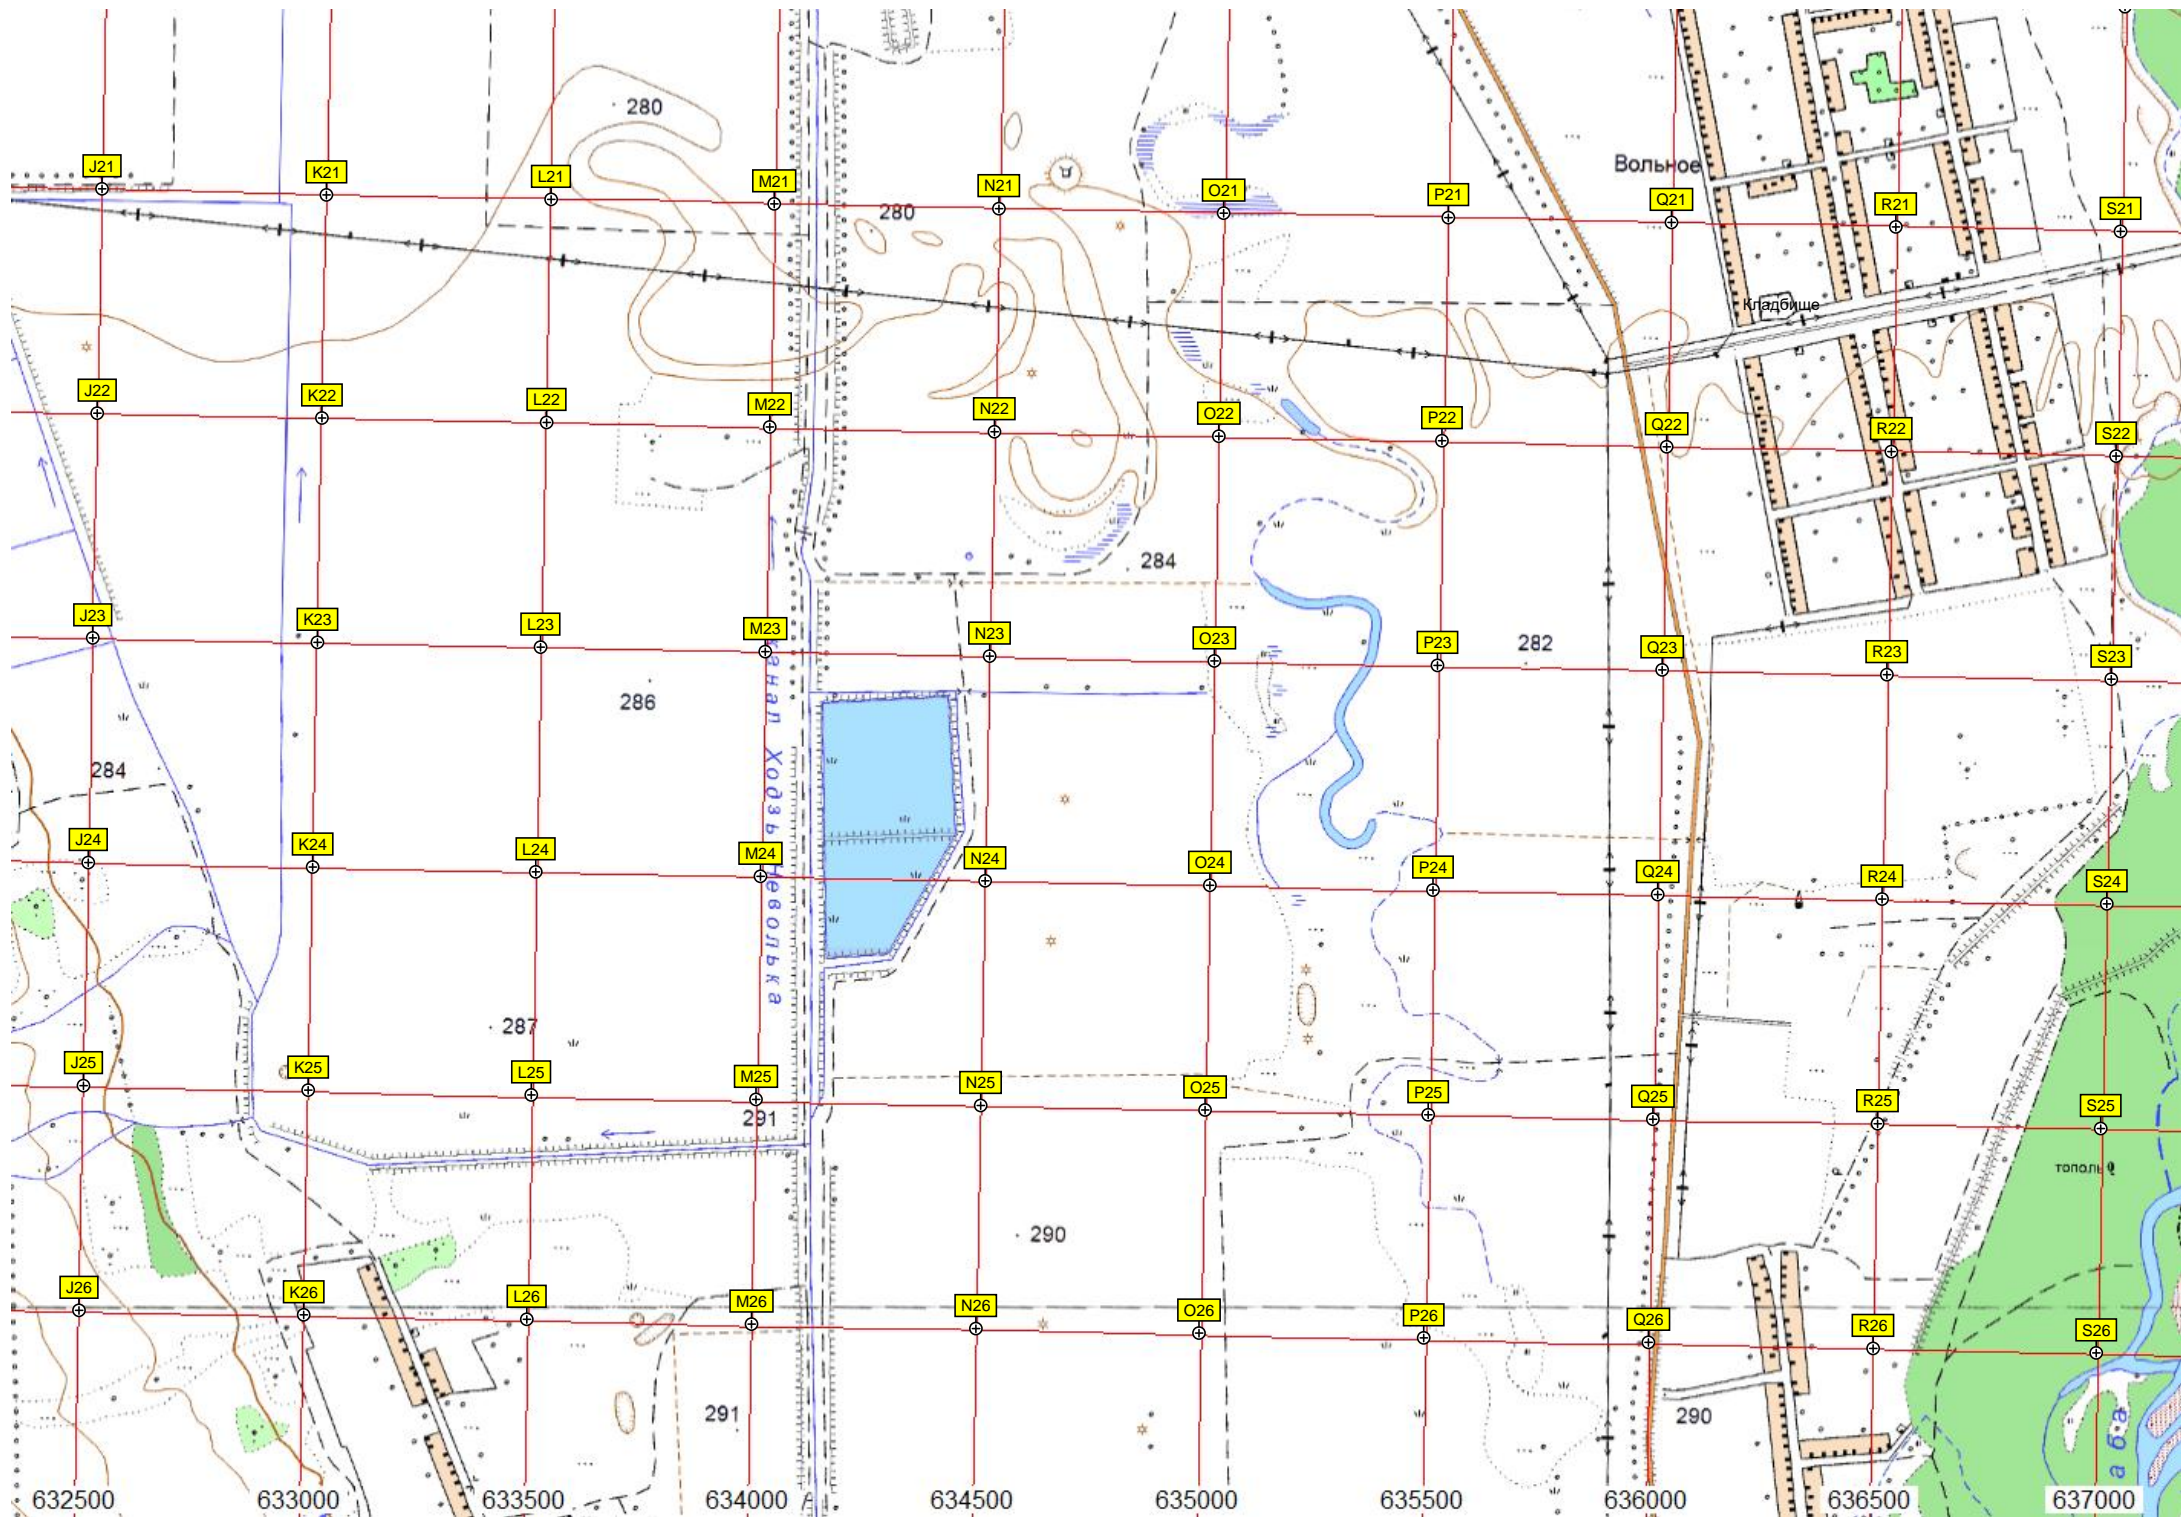 280
J21 K21 L21 M21 N21 O21 P21 Q21 R21 S21
Вольное
280
Кладбище
J22 K22 L22 M22 N22 O22 P22 Q22 R22 S22
284
J23 K23 L23 M23 N23 O23 P23 Q23 R23 S23
282
286
284
канал Ходзь-Неволька
J24 K24 L24 M24 N24 O24 P24 Q24 R24 S24
287
J25 K25 L25 M25 N25 O25 P25 Q25 R25 S25
291
тополь
290
J26 K26 L26 M26 N26 O26 P26 Q26 R26 S26
291
290
а б а
632500 633000 633500 634000 634500 635000 635500 636000 636500 637000